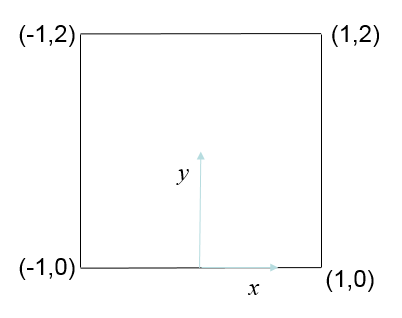 (-1,2)
(1,2)
y
(-1,0)
(1,0)
x